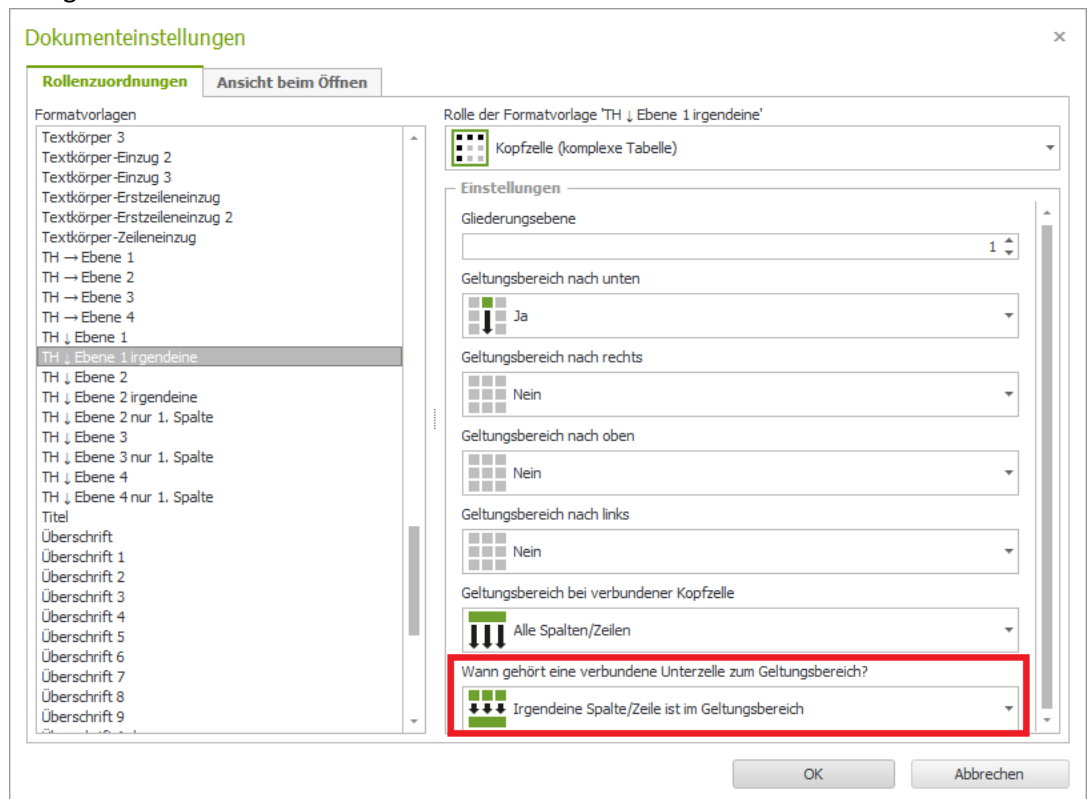 Dokumenteinstellungen
Rollenzuordnungen
Ansicht beim Öffnen
Formatvorlagen
Textkörper 3
Textkörper-Einzug 2
Textkörper-Einzug 3
Textkörper-Erstzeileneinzug
Textkörper-Erstzeileneinzug 2
Textkörper-Zeileneinzug
TH → Ebene 1
TH → Ebene 2
TH → Ebene 3
TH → Ebene 4
TH ↓ Ebene 1
TH ↓ Ebene 1 irgendeine
TH ↓ Ebene 2
TH ↓ Ebene 2 irgendeine
TH ↓ Ebene 2 nur 1. Spalte
TH ↓ Ebene 3
TH ↓ Ebene 3 nur 1. Spalte
TH ↓ Ebene 4
TH ↓ Ebene 4 nur 1. Spalte
Titel
Überschrift
Überschrift 1
Überschrift 2
Überschrift 3
Überschrift 4
Überschrift 5
Überschrift 6
Überschrift 7
Überschrift 8
Überschrift 9
Rolle der Formatvorlage 'TH ↓ Ebene 1 irgendeine'
Kopfzelle (komplexe Tabelle)
Einstellungen
Gliederungsebene
1
Geltungsbereich nach unten
Ja
Geltungsbereich nach rechts
Nein
Geltungsbereich nach oben
Nein
Geltungsbereich nach links
Nein
Geltungsbereich bei verbundener Kopfzelle
Alle Spalten/Zeilen
Wann gehört eine verbundene Unterzelle zum Geltungsbereich?
Irgendeine Spalte/Zeile ist im Geltungsbereich
OK
Abbrechen